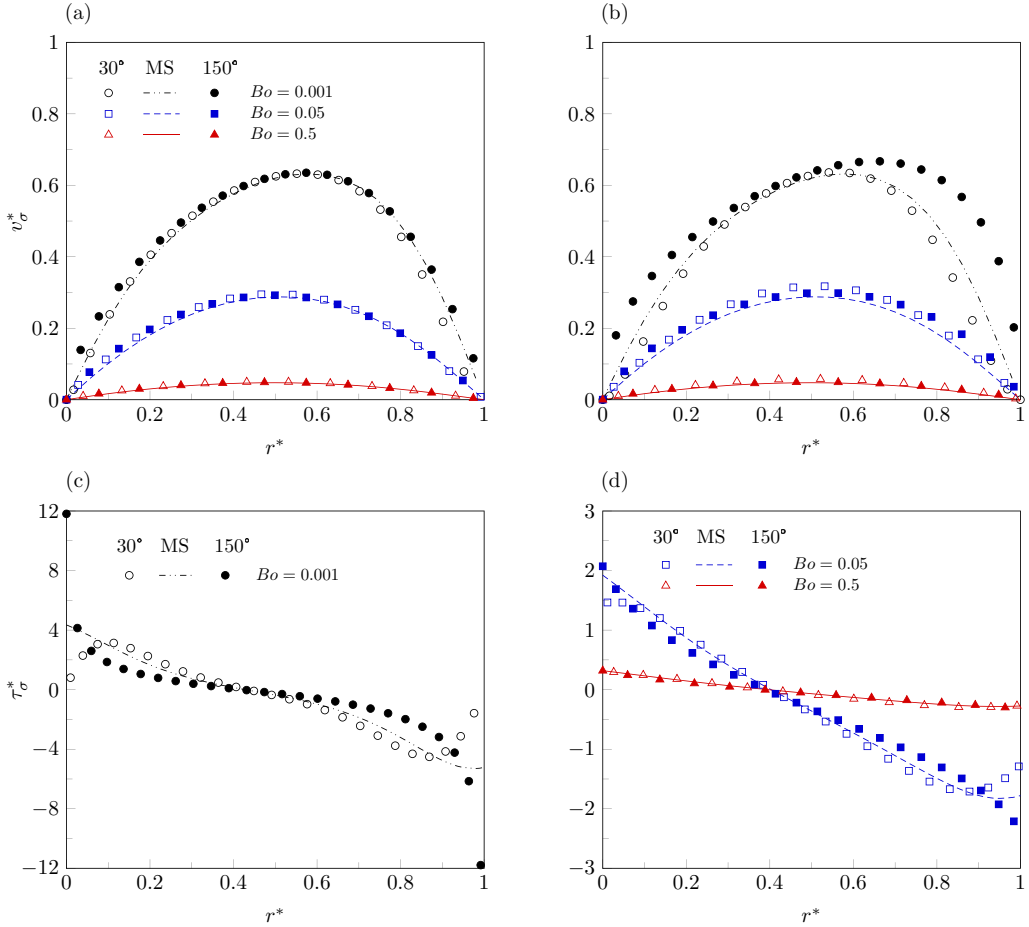 (a)
(b)
1
0.8
0.6
0.4
0.2
0
30° MS 150°
Bo = 0.001
Bo = 0.05
Bo = 0.5
v*σ
0 0.2 0.4 0.6 0.8 1
r*
1
0.8
0.6
0.4
0.2
0
0 0.2 0.4 0.6 0.8 1
r*
(c)
(d)
12
8
4
0
−4
−8
−12
30° MS 150°
Bo = 0.001
τ*σ
0 0.2 0.4 0.6 0.8 1
r*
3
2
1
0
−1
−2
−3
30° MS 150°
Bo = 0.05
Bo = 0.5
0 0.2 0.4 0.6 0.8 1
r*